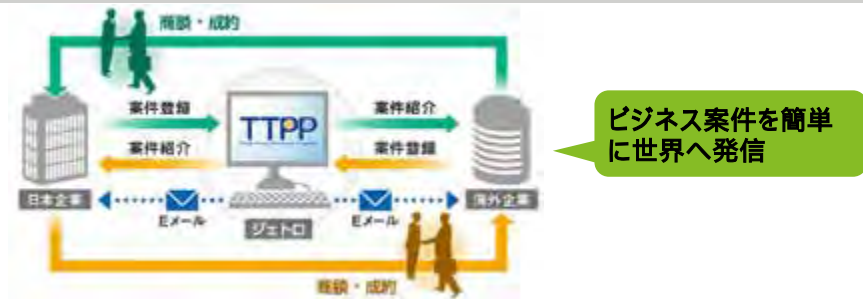 商談・成約
案件登録
案件紹介
TTPP
案件紹介
案件登録
ビジネス案件を簡単
に世界へ発信
日本企業
Eメール
ジェトロ
Eメール
海外企業
商談・成約